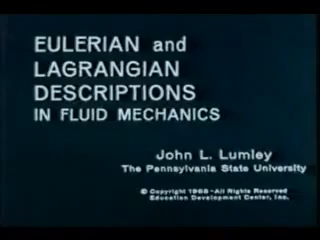 EULERIAN and
LAGRANGIAN
DESCRIPTIONS
IN FLUID MECHANICS
John L. Lumley
The Pennsylvania State University
© Copyright 1968 - All Rights Reserved
Education Development Center, Inc.